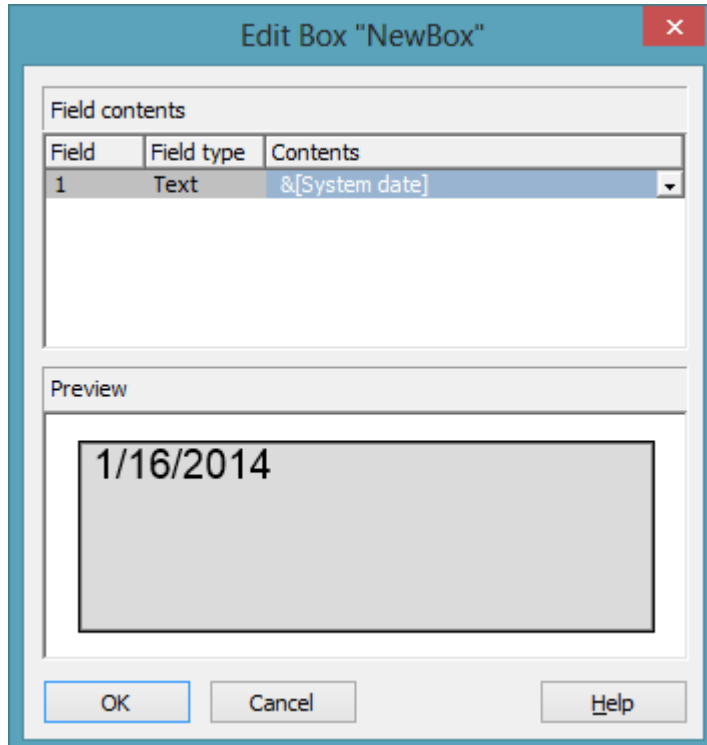 Edit Box "NewBox"
Field contents
Field Field type Contents
1 Text &[System date]
Preview
1/16/2014
OK Cancel Help